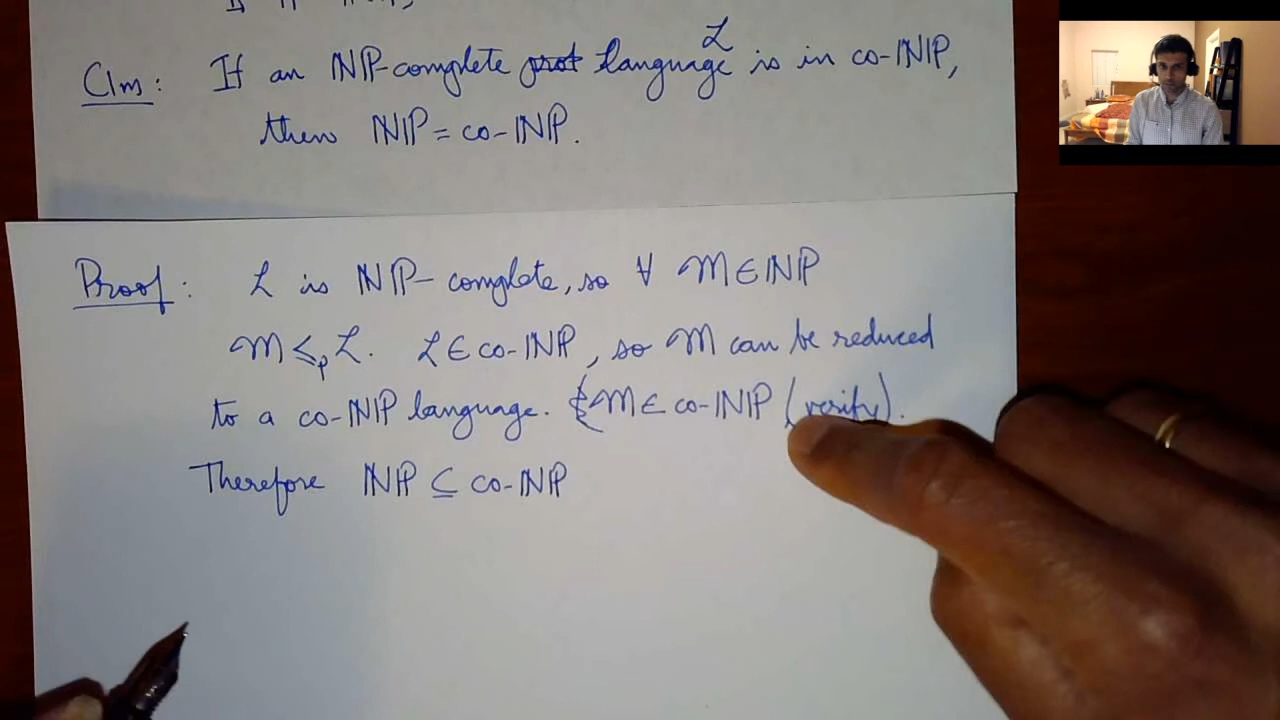 Clm: If an NP-complete language L is in co-NP,
then NP = co-NP.
Proof: L is NP-complete, so ∀ M ∈ NP
M ≤p L. L ∈ co-NP, so M can be reduced
to a co-NP language. {M ∈ co-NP (verify).
Therefore NP ⊆ co-NP